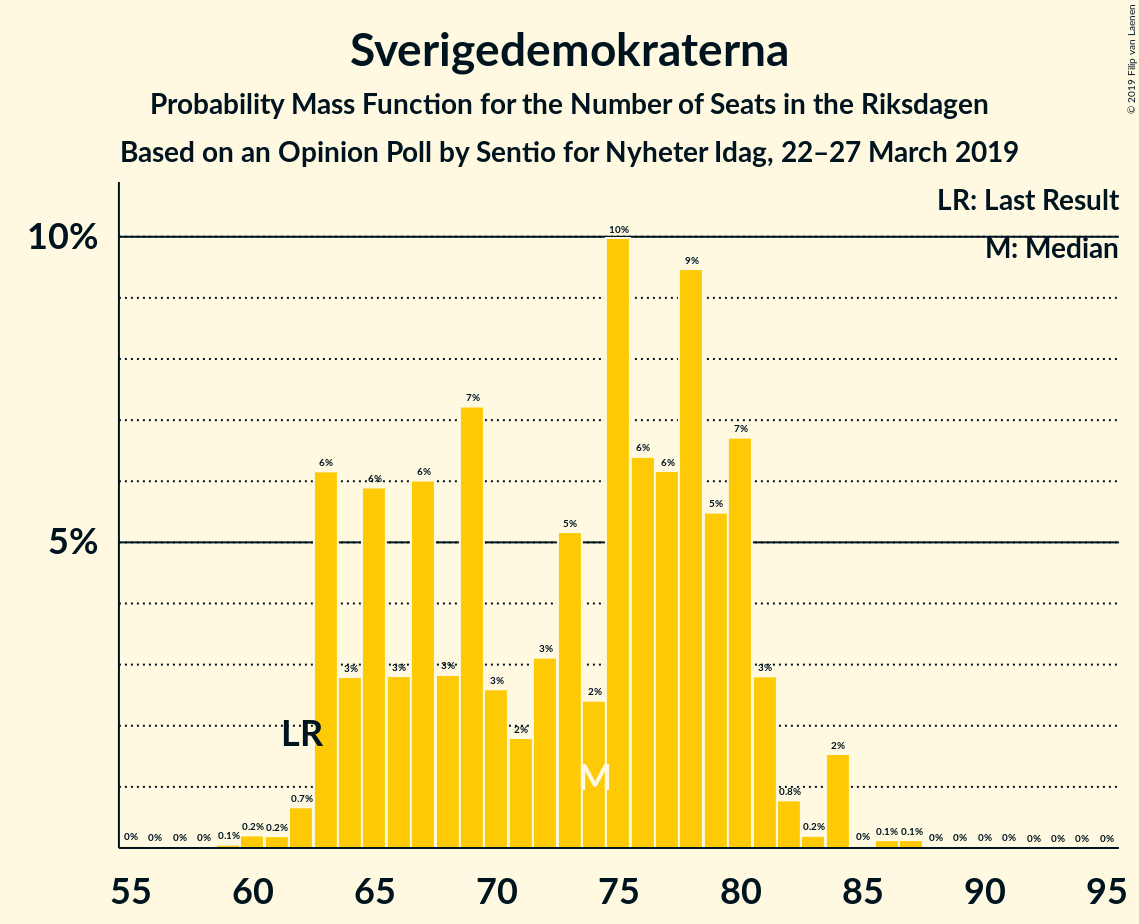 Sverigedemokraterna
Probability Mass Function for the Number of Seats in the Riksdagen
Based on an Opinion Poll by Sentio for Nyheter Idag, 22–27 March 2019
© 2019 Filip van Laenen
LR: Last Result
M: Median
10%
5%
0% 0% 0% 0% 0.1% 0.2% 0.2% 0.7% 6% 3% 6% 3% 6% 3% 7% 3% 2% 3% 5% 2% 10% 6% 6% 9% 5% 7% 3% 0.8% 0.2% 2% 0% 0.1% 0.1% 0% 0% 0% 0% 0% 0% 0% 0%
LR
M
55 60 65 70 75 80 85 90 95